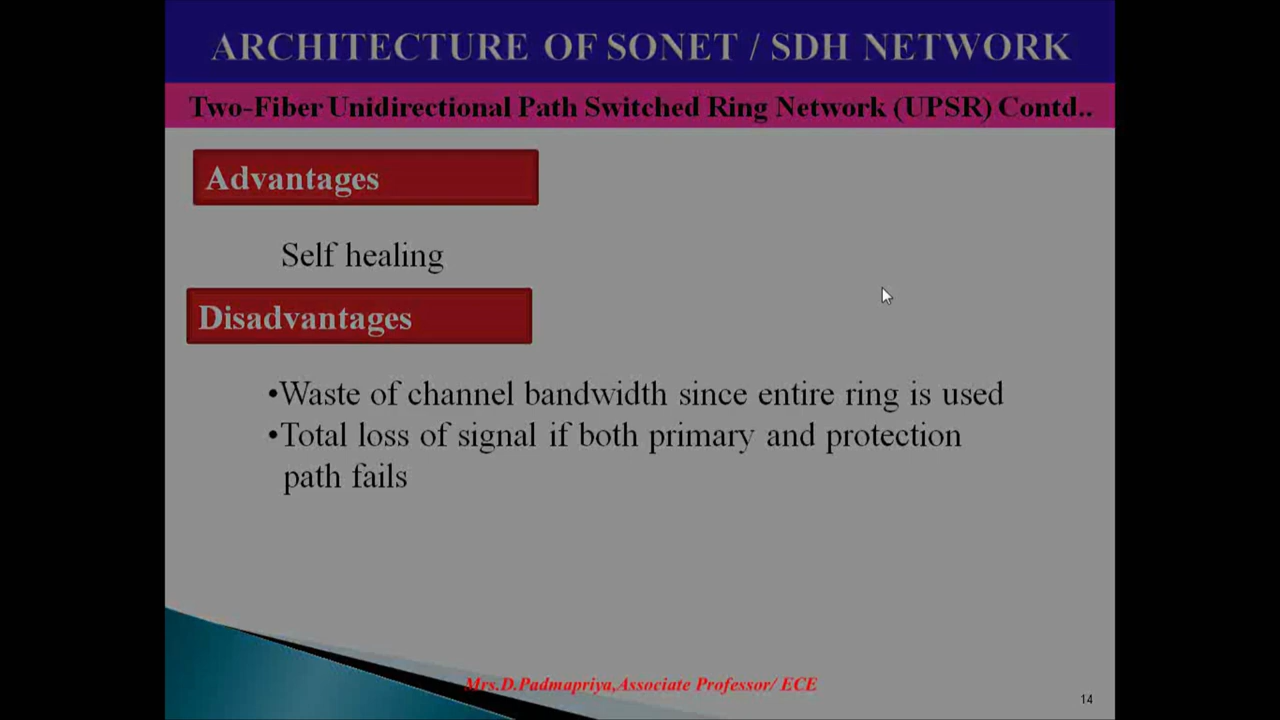 ARCHITECTURE OF SONET / SDH NETWORK
Two-Fiber Unidirectional Path Switched Ring Network (UPSR) Contd..
Advantages
Self healing
Disadvantages
•Waste of channel bandwidth since entire ring is used
•Total loss of signal if both primary and protection
path fails
Mrs.D.Padmapriya,Associate Professor/ ECE
14